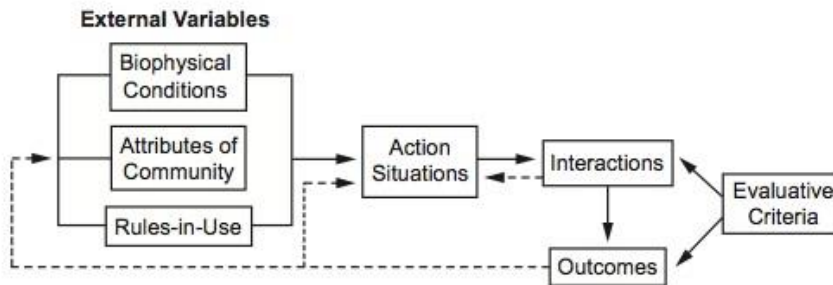 External Variables
Biophysical
Conditions
Attributes of
Community
Rules-in-Use
Action
Situations
Interactions
Outcomes
Evaluative
Criteria